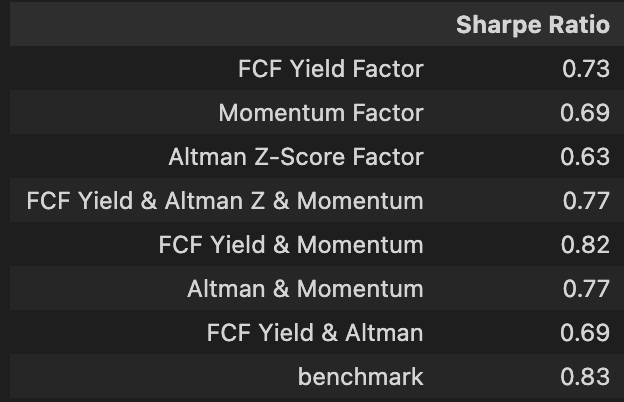 Sharpe Ratio
FCF Yield Factor 0.73
Momentum Factor 0.69
Altman Z-Score Factor 0.63
FCF Yield & Altman Z & Momentum 0.77
FCF Yield & Momentum 0.82
Altman & Momentum 0.77
FCF Yield & Altman 0.69
benchmark 0.83